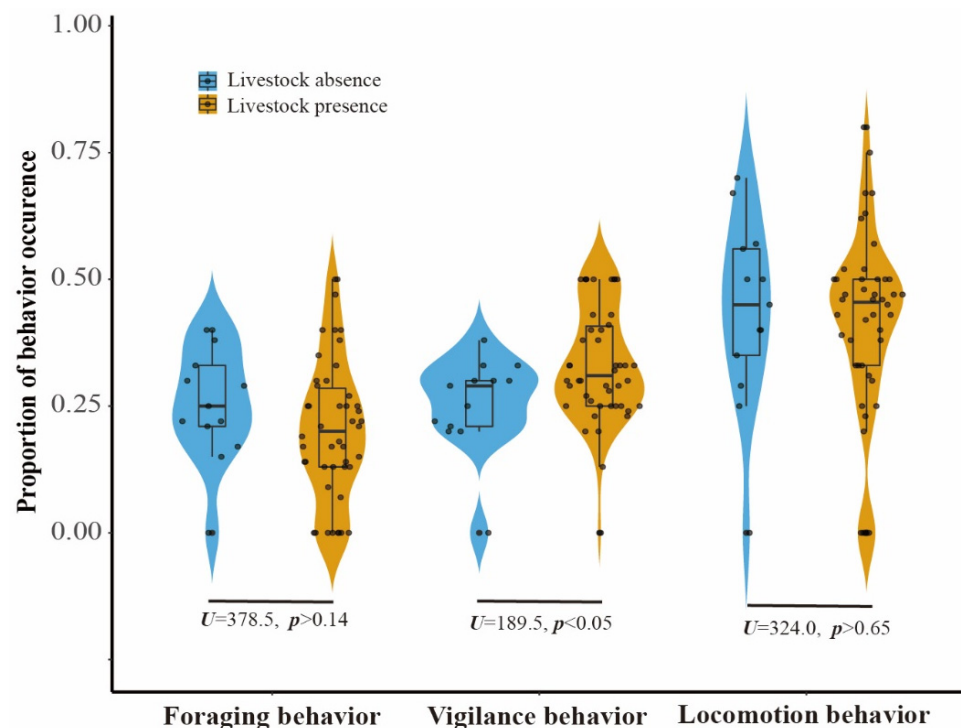 Proportion of behavior occurence
1.00
0.75
0.50
0.25
0.00
Livestock absence
Livestock presence
U=378.5, p>0.14
U=189.5, p<0.05
U=324.0, p>0.65
Foraging behavior
Vigilance behavior
Locomotion behavior